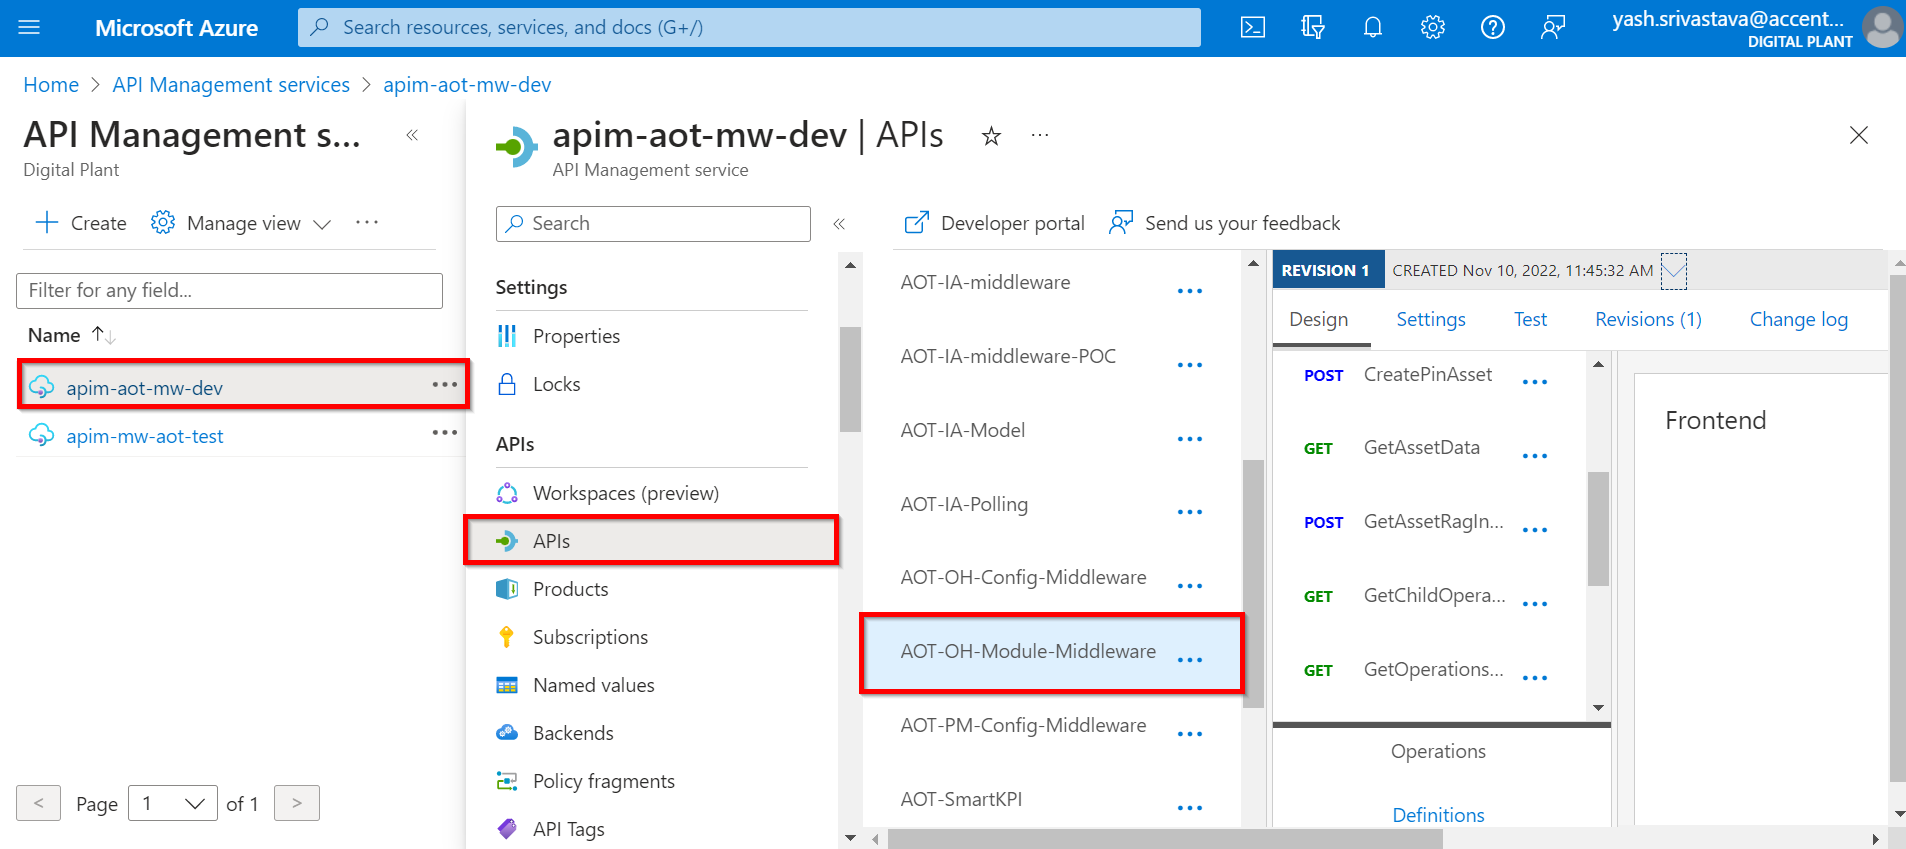 Microsoft Azure
Search resources, services, and docs (G+/)
yash.srivastava@accent...
DIGITAL PLANT
Home > API Management services > apim-aot-mw-dev
API Management s...
Digital Plant
Create
Manage view
...
Filter for any field...
Name
apim-aot-mw-dev
apim-mw-aot-test
< Page 1 of 1 >
apim-aot-mw-dev | APIs
API Management service
Search
Settings
Properties
Locks
APIs
Workspaces (preview)
APIs
Products
Subscriptions
Named values
Backends
Policy fragments
API Tags
Developer portal
Send us your feedback
AOT-IA-middleware
AOT-IA-middleware-POC
AOT-IA-Model
AOT-IA-Polling
AOT-OH-Config-Middleware
AOT-OH-Module-Middleware
AOT-PM-Config-Middleware
AOT-SmartKPI
REVISION 1 CREATED Nov 10, 2022, 11:45:32 AM
Design Settings Test Revisions (1) Change log
POST CreatePinAsset
GET GetAssetData
POST GetAssetRagIn...
GET GetChildOpera...
GET GetOperations...
Operations
Definitions
Frontend